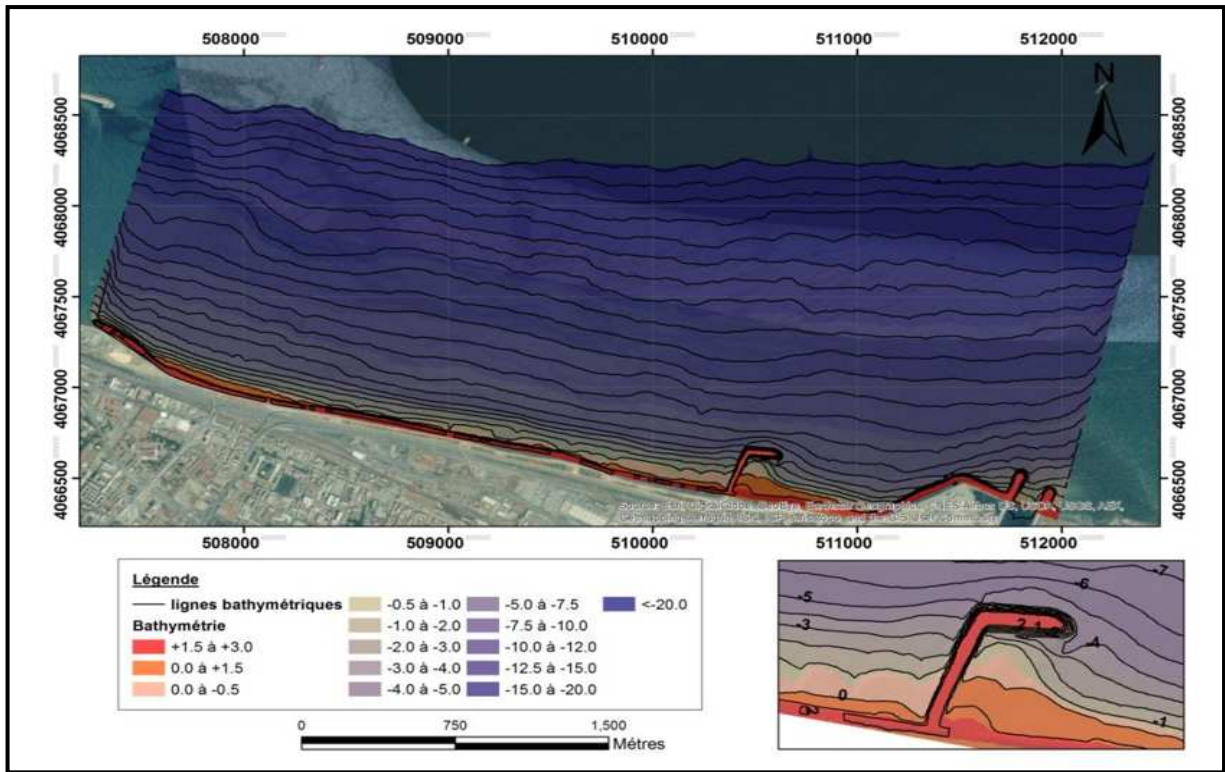 508000 509000 510000 511000 512000
N
4068500 4068500
4068000 4068000
4067500 4067500
4067000 4067000
4066500 4066500
508000 509000 510000 511000 512000
Légende
lignes bathymétriques
Bathymétrie
+1.5 à +3.0
0.0 à +1.5
0.0 à -0.5
-0.5 à -1.0
-1.0 à -2.0
-2.0 à -3.0
-3.0 à -4.0
-4.0 à -5.0
-5.0 à -7.5
-7.5 à -10.0
-10.0 à -12.0
-12.5 à -15.0
-15.0 à -20.0
<-20.0
0 750 1,500
Métres
-7
-6
-5
-3
2 1
-4
0
-1